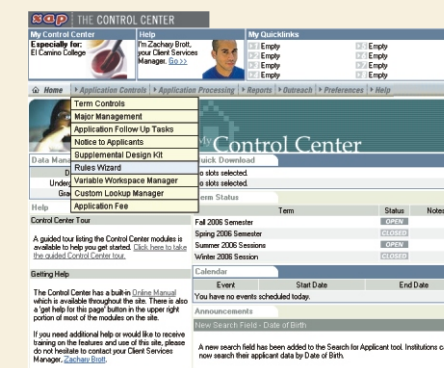 sap THE CONTROL CENTER
My Control Center
Help
My Quicklinks
Especially for:
El Camino College
I'm Zachary Brott,
your Client Services
Manager. Go >>
Empty
Empty
Empty
Empty
Empty
Empty
Empty
Empty
Home
Application Controls
Application Processing
Reports
Outreach
Preferences
Help
Term Controls
Major Management
Application Follow Up Tasks
Notice to Applicants
Supplemental Design Kit
Rules Wizard
Variable Workspace Manager
Custom Lookup Manager
Application Fee
My Control Center
Data Mana
D
Under
Gra
Help
Control Center Tour
A guided tour listing the Control Center modules is
available to help you get started. Click here to take
the guided Control Center tour.
Getting Help
The Control Center has a built-in Online Manual
which is available throughout the site. There is also
a 'get help for this page' button in the upper right
portion of most of the modules on the site.
If you need additional help or would like to receive
training on the features and use of this site, please
do not hesitate to contact your Client Services
Manager, Zachary Brott.
uick Download
o slots selected.
o slots selected.
erm Status
Term
Status
Notes
Fall 2006 Semester
OPEN
Spring 2006 Semester
CLOSED
Summer 2006 Sessions
OPEN
Winter 2006 Session
CLOSED
Calendar
Event
Start Date
End Date
You have no events scheduled today.
Announcements
New Search Field - Date of Birth
A new search field has been added to the Search for Applicant tool. Institutions c
now search their applicant data by Date of Birth.